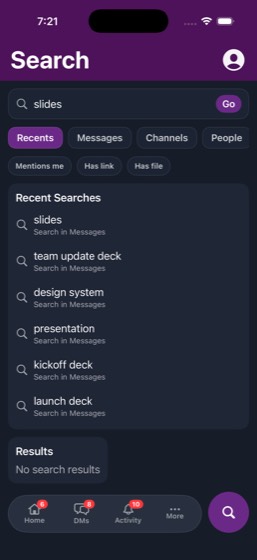 7:21
Search
slides
Go
Recents Messages Channels People
Mentions me Has link Has file
Recent Searches
slides
Search in Messages
team update deck
Search in Messages
design system
Search in Messages
presentation
Search in Messages
kickoff deck
Search in Messages
launch deck
Search in Messages
Results
No search results
6 8 10
Home DMs Activity More